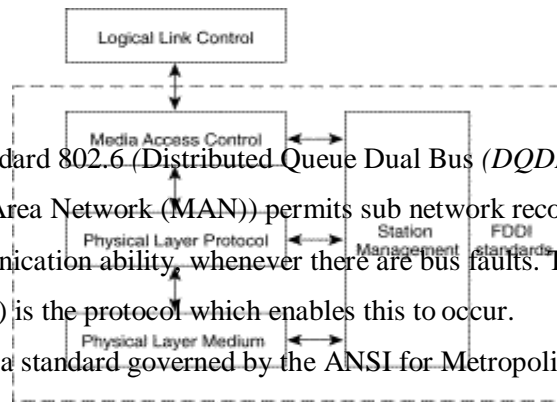 Logical Link Control
Media Access Control
dard 802.6 (Distributed Queue Dual Bus (DQD
Area Network (MAN)) permits sub network reco
Physical Layer Protocol
Station
Management
FDDI
standards
nication ability, whenever there are bus faults. T
) is the protocol which enables this to occur.
Physical Layer Medium
a standard governed by the ANSI for Metropoli